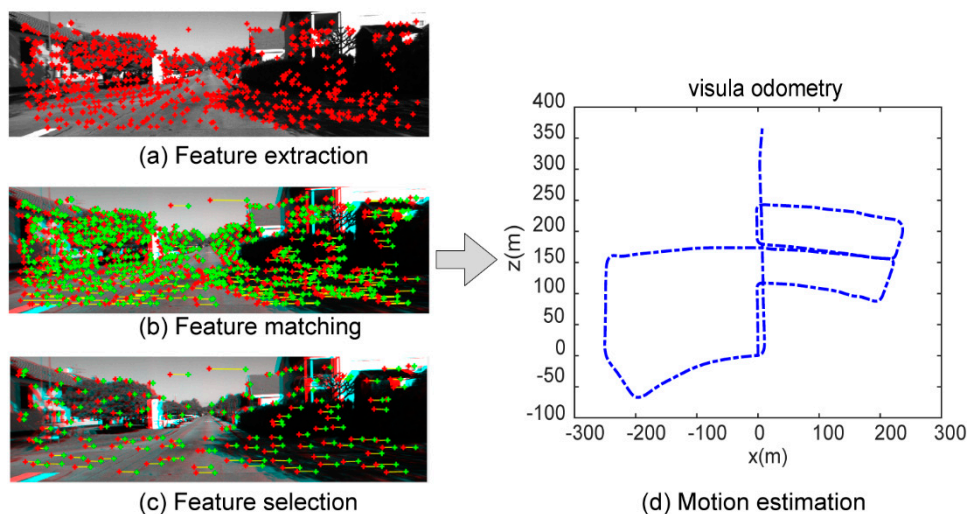 (a) Feature extraction
(b) Feature matching
(c) Feature selection
visula odometry
400
350
300
250
200
150
100
50
0
-50
-100
z(m)
-300 -200 -100 0 100 200 300
x(m)
(d) Motion estimation